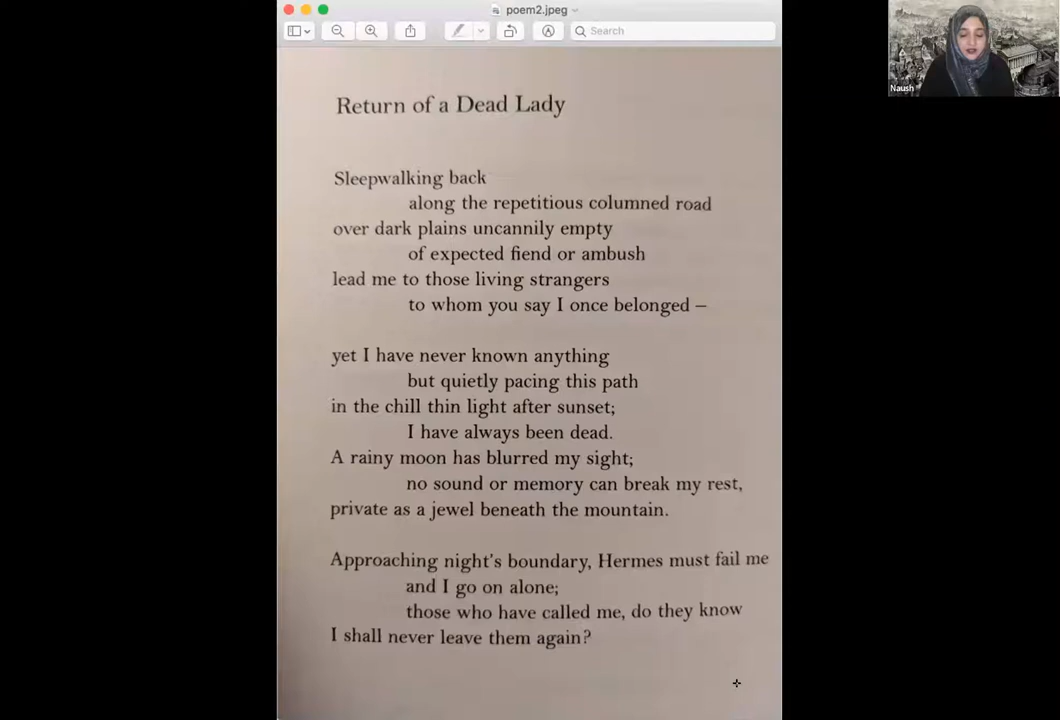 poem2.jpeg
Search
Naush
Return of a Dead Lady
Sleepwalking back
along the repetitious columned road
over dark plains uncannily empty
of expected fiend or ambush
lead me to those living strangers
to whom you say I once belonged –
yet I have never known anything
but quietly pacing this path
in the chill thin light after sunset;
I have always been dead.
A rainy moon has blurred my sight;
no sound or memory can break my rest,
private as a jewel beneath the mountain.
Approaching night's boundary, Hermes must fail me
and I go on alone;
those who have called me, do they know
I shall never leave them again?